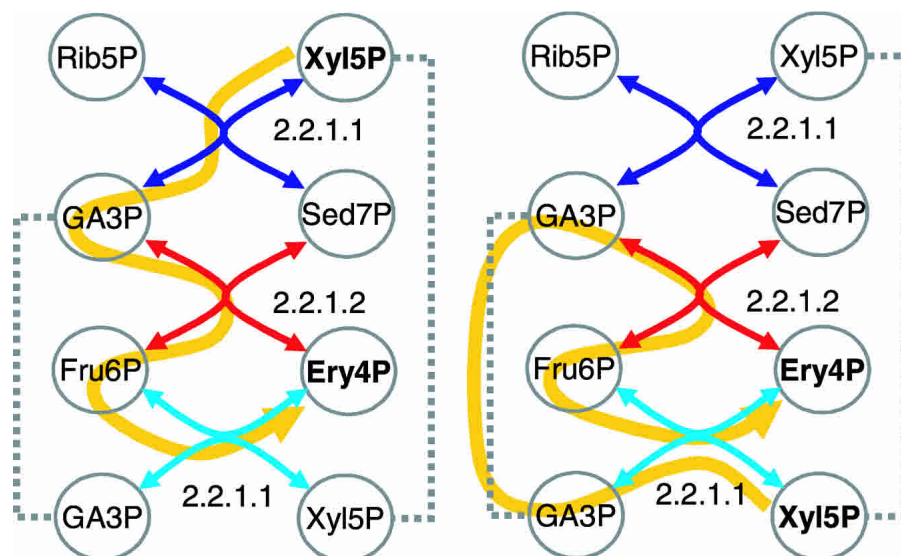 Rib5P Xyl5P
2.2.1.1
GA3P Sed7P
2.2.1.2
Fru6P Ery4P
2.2.1.1
GA3P Xyl5P
Rib5P Xyl5P
2.2.1.1
GA3P Sed7P
2.2.1.2
Fru6P Ery4P
2.2.1.1
GA3P Xyl5P